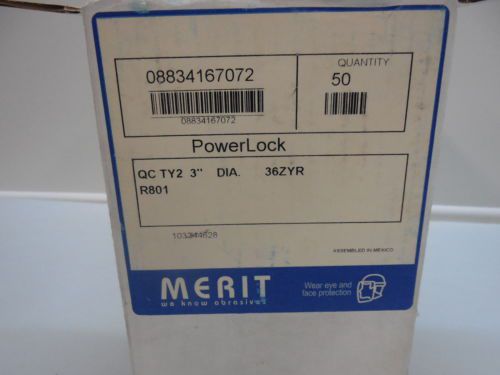 08834167072
08834167072
QUANTITY
50
PowerLock
QC TY2 3" DIA. 36ZYR
R801
ASSEMBLED IN MEXICO
MERIT
we know abrasives
Wear eye and
face protection